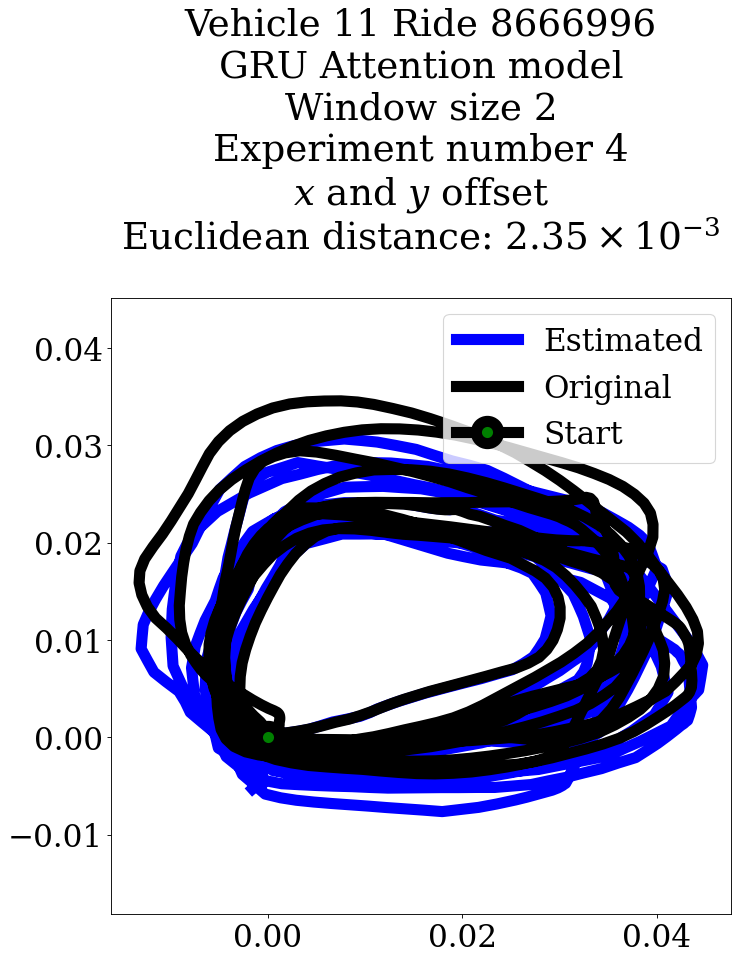 Vehicle 11 Ride 8666996
GRU Attention model
Window size 2
Experiment number 4
x and y offset
Euclidean distance: 2.35 × 10⁻³
Estimated
Original
Start
0.04
0.03
0.02
0.01
0.00
−0.01
0.00 0.02 0.04